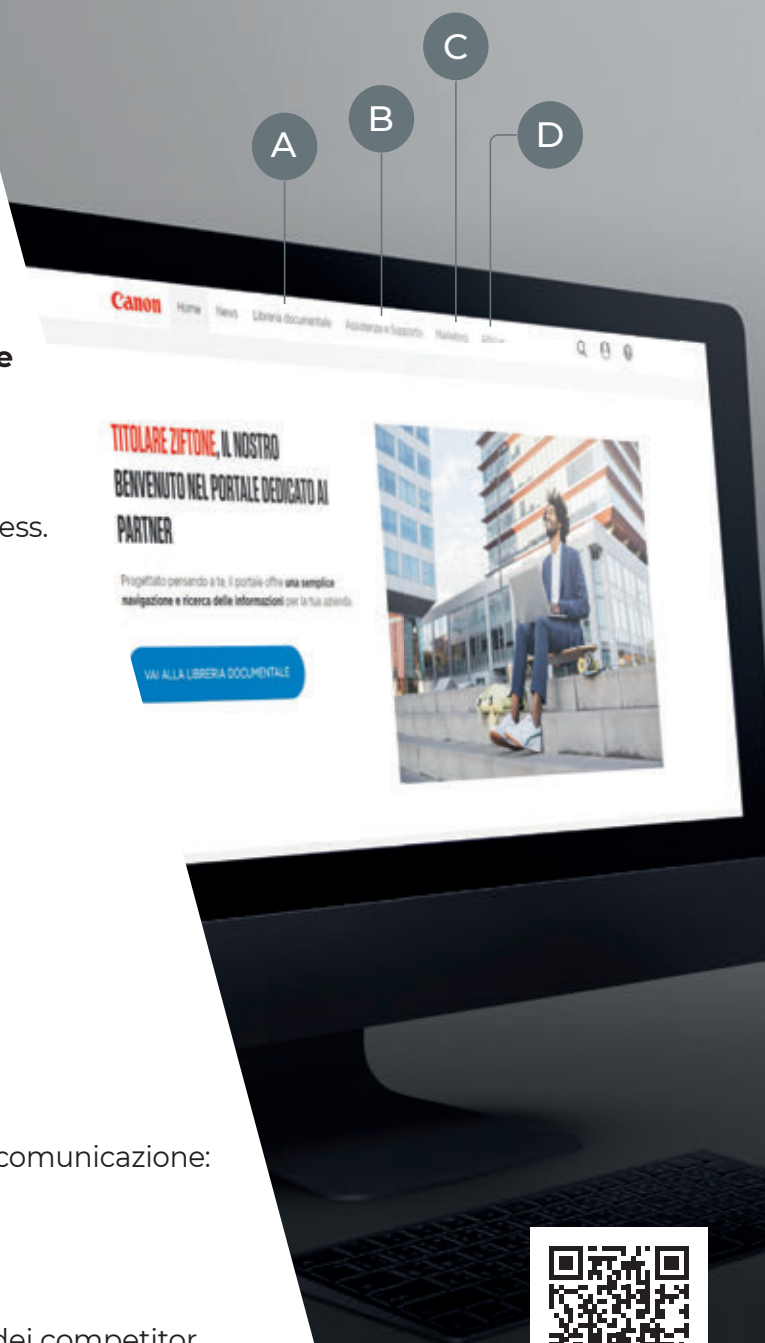 C
B
D
A
Canon Home News Libreria documentale Assistenza e Supporto Marketing Altro
e
TITOLARE ZIFTONE, IL NOSTRO
BENVENUTO NEL PORTALE DEDICATO AI
PARTNER
ess.
Progettato pensando a te, il portale offre una semplice
navigazione e ricerca delle informazioni per la tua azienda.
VAI ALLA LIBRERIA DOCUMENTALE
comunicazione:
dei competitor